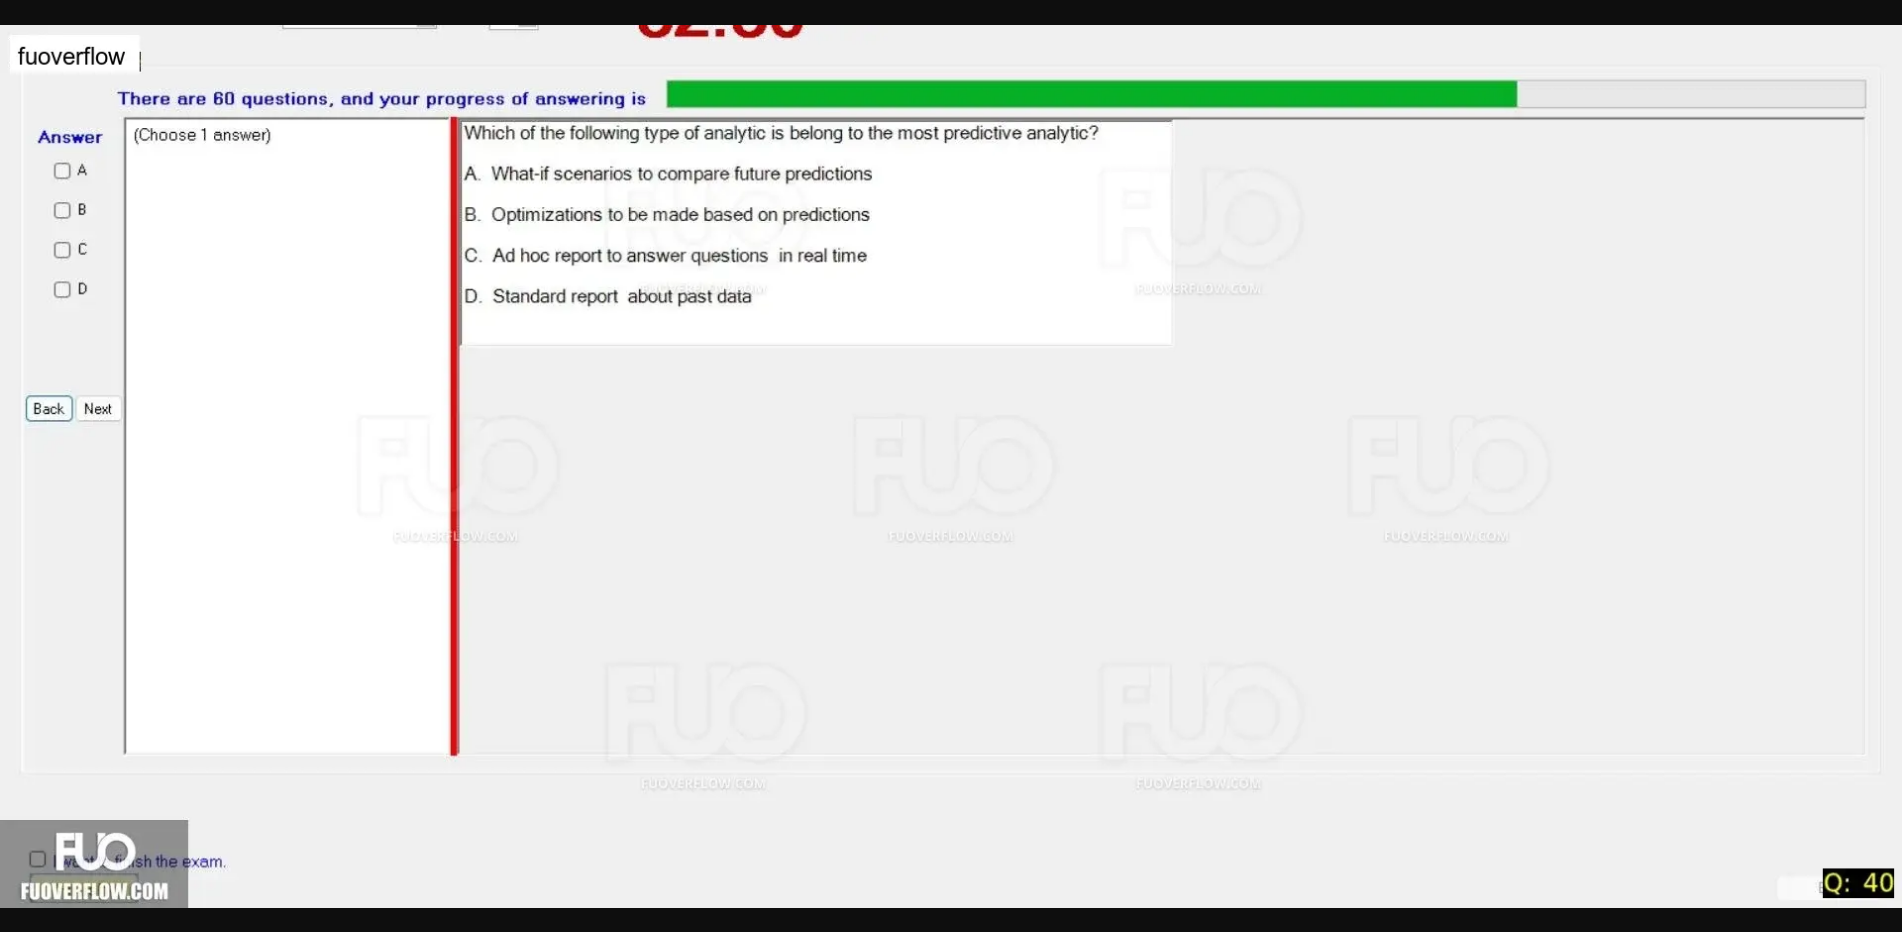 fuoverflow
There are 60 questions, and your progress of answering is
Answer
(Choose 1 answer)
A
B
C
D
Which of the following type of analytic is belong to the most predictive analytic?
A. What-if scenarios to compare future predictions
B. Optimizations to be made based on predictions
C. Ad hoc report to answer questions in real time
D. Standard report about past data
Back
Next
FUO
FUOVERFLOW.COM
FUO
FUOVERFLOW.COM
FUO
FUOVERFLOW.COM
FUO
FUOVERFLOW.COM
FUO
FUOVERFLOW.COM
FUO
FUOVERFLOW.COM
FUO
FUOVERFLOW.COM
finish the exam.
FUO
FUOVERFLOW.COM
Q: 40